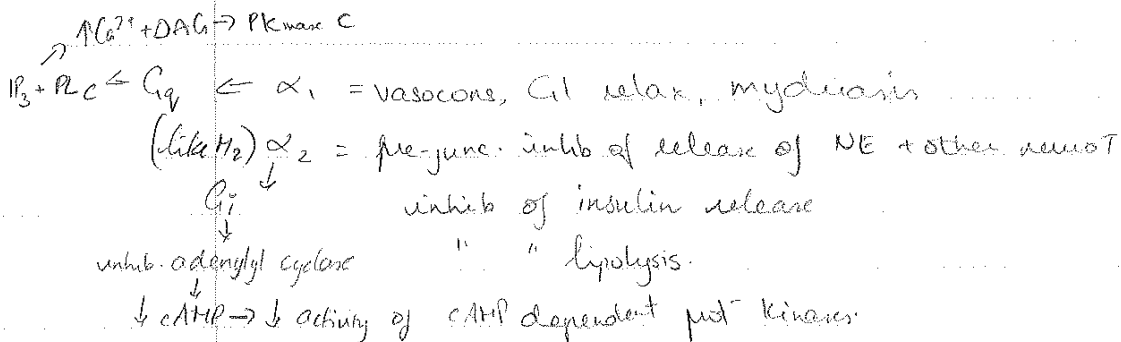 ↑Ca²⁺ + DAG → PKinase C
IP₃ + PLC ← Gq ← α₁ = vasocons, GI relax, mydriasis
(like M₂) α₂ = pre-junc. inhib of release of NE + other neuroT
↓
Gi inhib of insulin release
↓
inhib. adenylyl cyclase " " lipolysis.
↓
↓ cAMP → ↓ activity of cAMP dependent prot kinases.